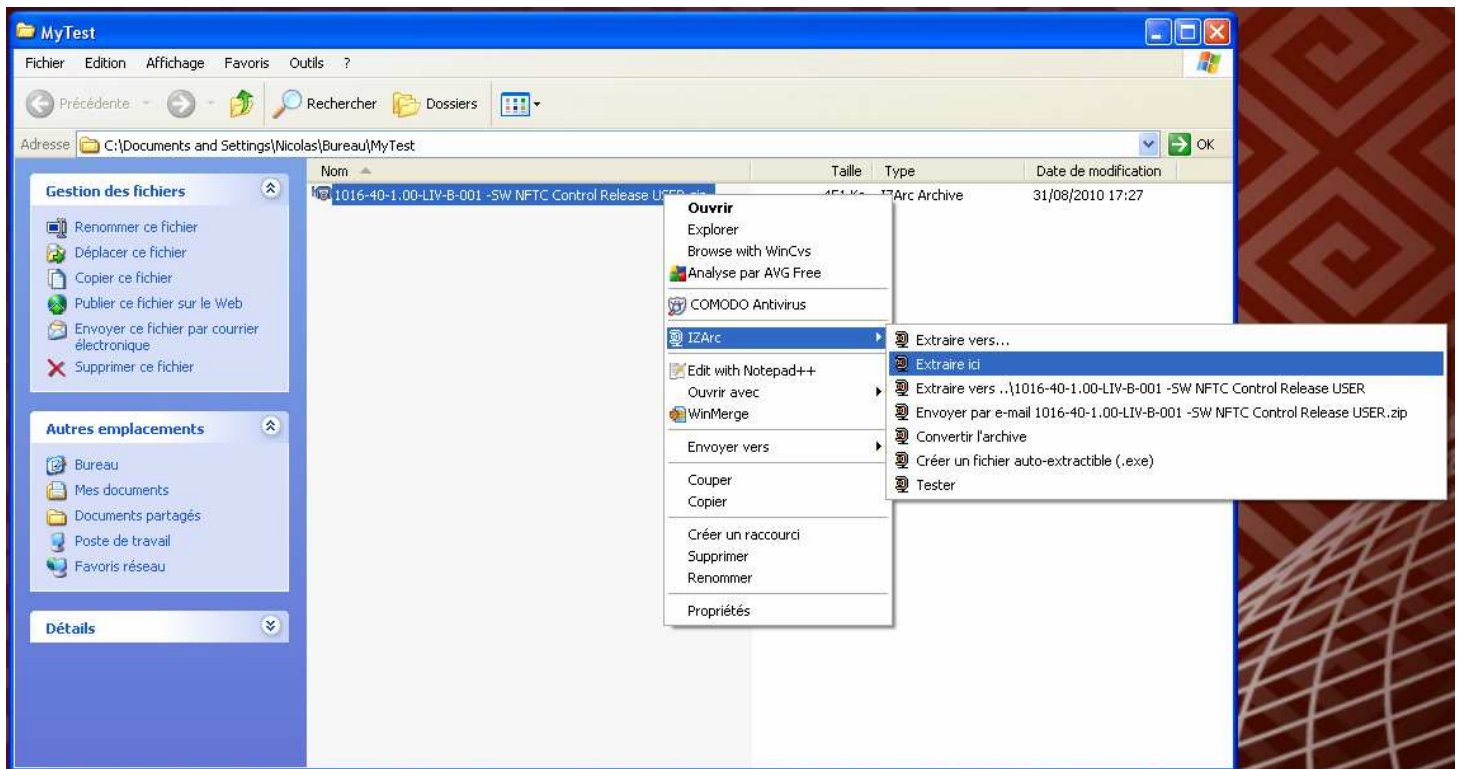 MyTest
Fichier Edition Affichage Favoris Outils ?
Précédente Rechercher Dossiers
Adresse C:\Documents and Settings\Nicolas\Bureau\MyTest OK
Nom Taille Type Date de modification
1016-40-1.00-LIV-B-001 -SW NFTC Control Release Archive 31/08/2010 17:27
Gestion des fichiers
Renommer ce fichier
Déplacer ce fichier
Copier ce fichier
Publier ce fichier sur le Web
Envoyer ce fichier par courrier
électronique
Supprimer ce fichier
Autres emplacements
Bureau
Mes documents
Documents partagés
Poste de travail
Favoris réseau
Détails
Ouvrir
Explorer
Browse with WinCvs
Analyse par AVG Free
COMODO Antivirus
IZArc
Edit with Notepad++
Ouvrir avec
WinMerge
Envoyer vers
Couper
Copier
Créer un raccourci
Supprimer
Renommer
Propriétés
Extraire vers...
Extraire ici
Extraire vers ..\1016-40-1.00-LIV-B-001 -SW NFTC Control Release USER
Envoyer par e-mail 1016-40-1.00-LIV-B-001 -SW NFTC Control Release USER.zip
Convertir l'archive
Créer un fichier auto-extractible (.exe)
Tester